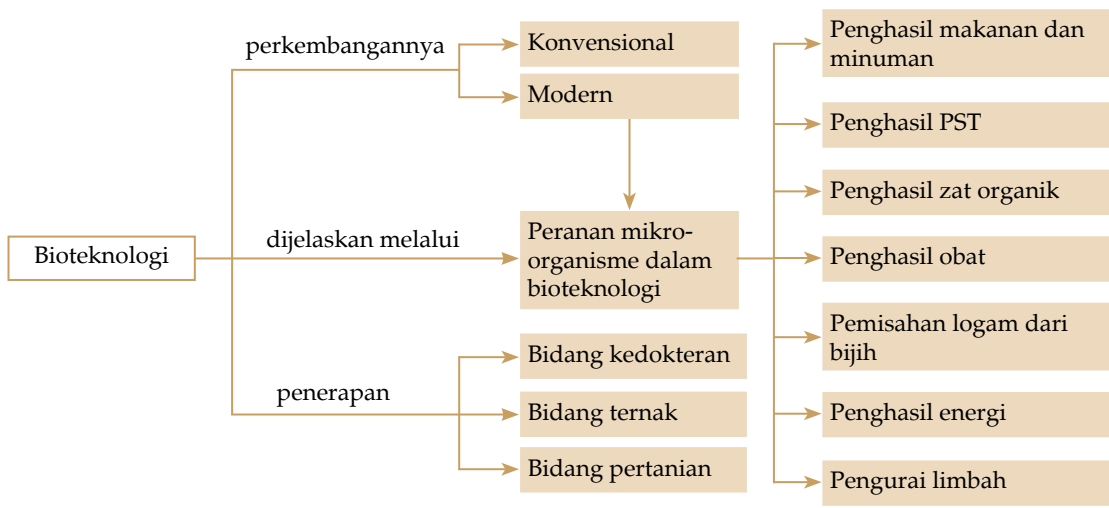 Bioteknologi
perkembangannya
Konvensional
Modern
dijelaskan melalui
Peranan mikro-
organisme dalam
bioteknologi
penerapan
Bidang kedokteran
Bidang ternak
Bidang pertanian
Penghasil makanan dan
minuman
Penghasil PST
Penghasil zat organik
Penghasil obat
Pemisahan logam dari
bijih
Penghasil energi
Pengurai limbah